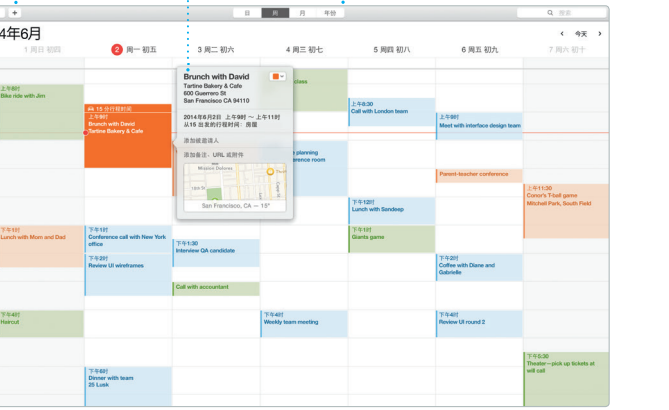 +
日 周 月 年份
搜索
4年6月
< 今天 >
1 周日 初四
2 周一 初五
3 周二 初六
4 周三 初七
5 周四 初八
6 周五 初九
7 周六 初十
上午8时
Bike ride with Jim
15 分行程时间
上午9时
Brunch with David
Tartine Bakery & Cafe
Brunch with David
Tartine Bakery & Cafe
600 Guerrero St
San Francisco CA 94110
2014年6月2日 上午9时 ~ 上午11时
从15 出发的行程时间：房屋
添加被邀请人
添加备注、URL 或附件
Mission Dolores
18th St
San Francisco, CA — 15°
class
planning
erence room
上午8:30
Call with London team
上午9时
Meet with interface design team
Parent-teacher conference
上午11:30
Conor's T-ball game
Mitchell Park, South Field
下午12时
Lunch with Sandeep
下午1时
Lunch with Mom and Dad
下午1时
Conference call with New York
office
下午1:30
Interview QA candidate
下午1时
Giants game
下午2时
Review UI wireframes
下午2时
Coffee with Diane and
Gabrielle
Call with accountant
下午4时
Haircut
下午4时
Weekly team meeting
下午4时
Review UI round 2
下午5:30
Theater—pick up tickets at
will call
下午6时
Dinner with team
25 Lusk